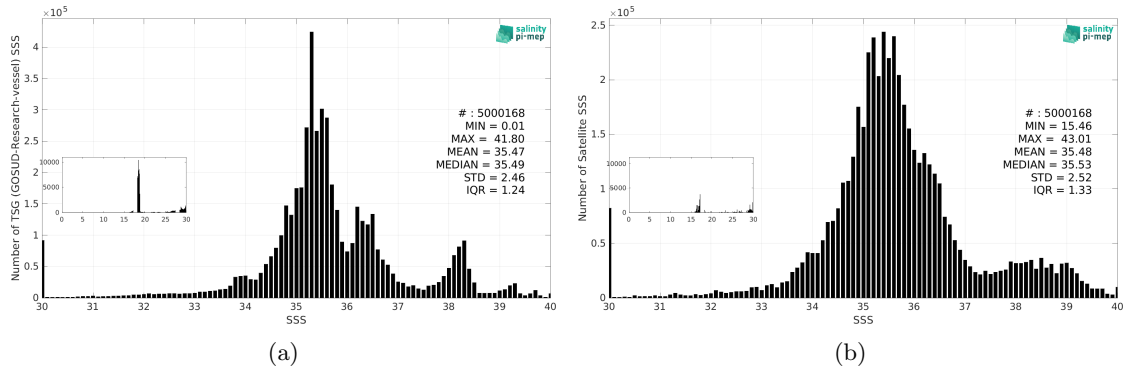 ×10^5
4
3.5
3
2.5
2
1.5
1
0.5
0
Number of TSG (GOSUD-Research-vessel) SSS
salinity
pi-mep
# : 5000168
MIN = 0.01
MAX = 41.80
MEAN = 35.47
MEDIAN = 35.49
STD = 2.46
IQR = 1.24
10000
5000
0
0 5 10 15 20 25 30
30 31 32 33 34 35 36 37 38 39 40
SSS
(a)
×10^5
2.5
2
1.5
1
0.5
0
Number of Satellite SSS
salinity
pi-mep
# : 5000168
MIN = 15.46
MAX = 43.01
MEAN = 35.48
MEDIAN = 35.53
STD = 2.52
IQR = 1.33
10000
5000
0
0 5 10 15 20 25 30
30 31 32 33 34 35 36 37 38 39 40
SSS
(b)